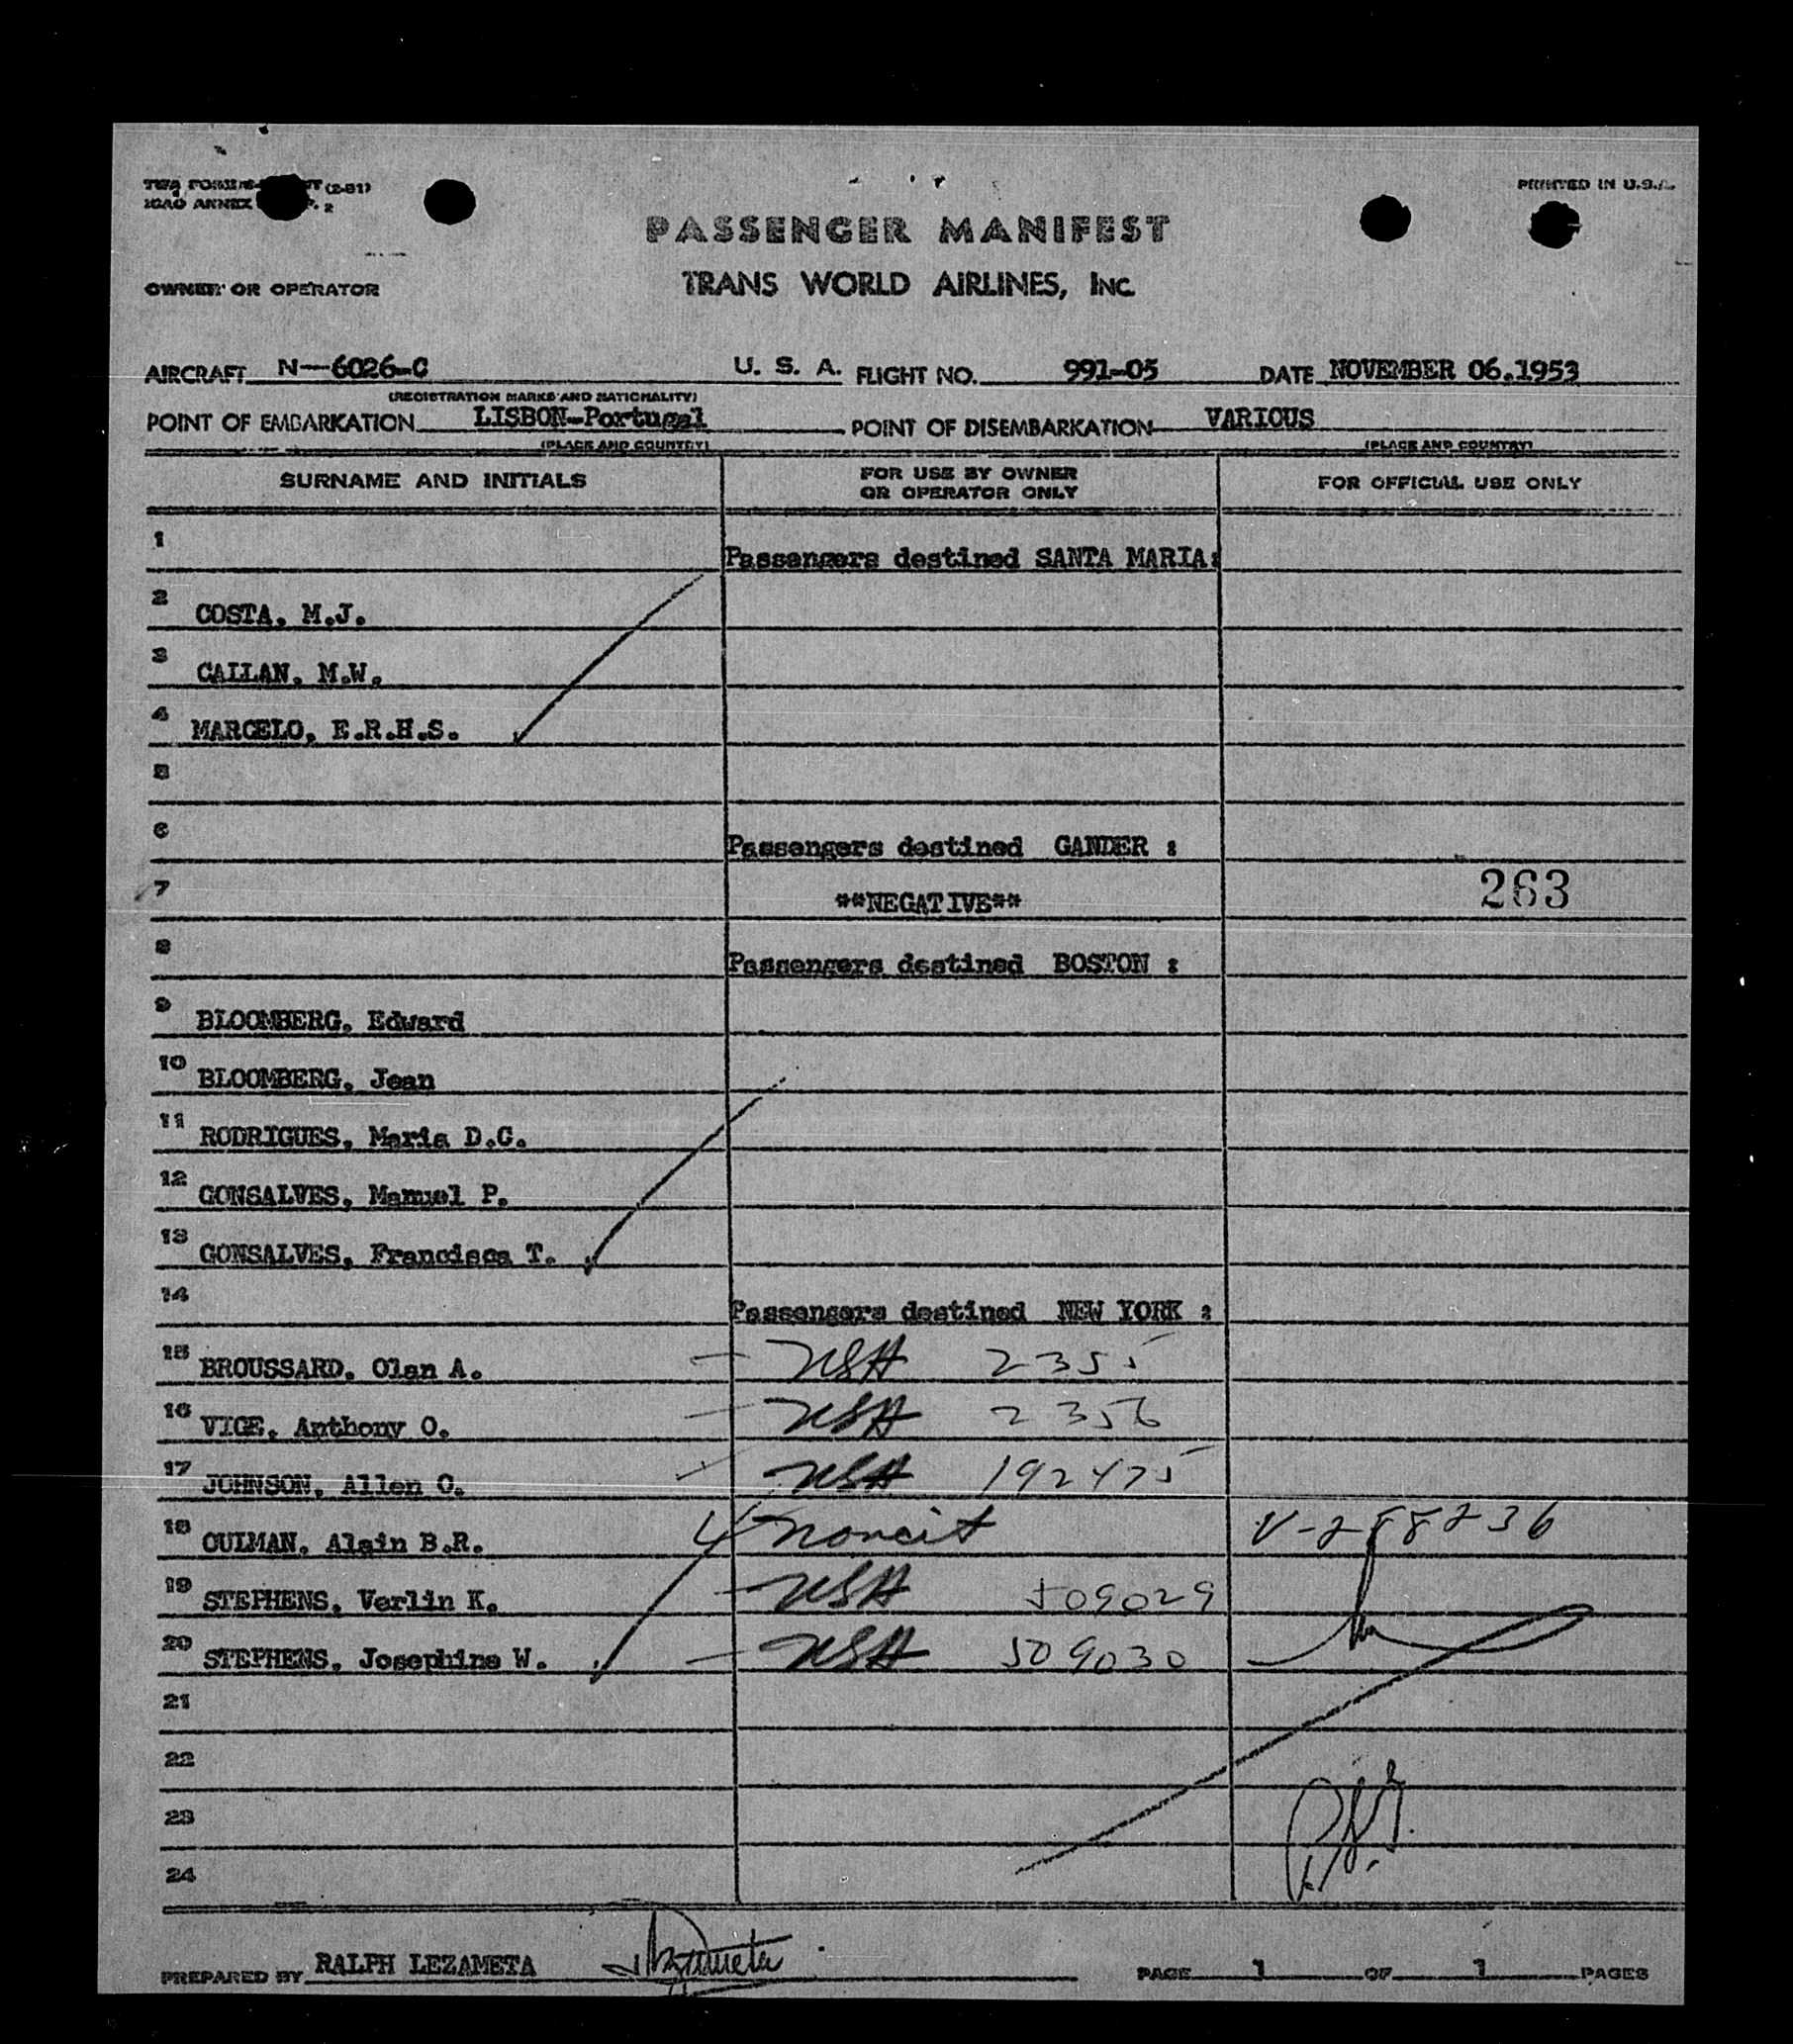 (2-51)
ICAO ANNEX
PRINTED IN U.S.A.
PASSENGER MANIFEST
OWNER OR OPERATOR
TRANS WORLD AIRLINES, INC.
AIRCRAFT N--6026-C U. S. A. FLIGHT NO. 991-05 DATE NOVEMBER 06.1953
(REGISTRATION MARKS AND NATIONALITY)
POINT OF EMBARKATION LISBON-Portugal POINT OF DISEMBARKATION VARIOUS
(PLACE AND COUNTRY) (PLACE AND COUNTRY)
SURNAME AND INITIALS FOR USE BY OWNER OR OPERATOR ONLY FOR OFFICIAL USE ONLY
1 Passengers destined SANTA MARIA:
2 COSTA, M.J.
3 CALLAN, M.W.
4 MARCELO, E.R.H.S.
5
6 Passengers destined GANDER :
7 **NEGATIVE** 263
8 Passengers destined BOSTON :
9 BLOOMBERG, Edward
10 BLOOMBERG, Jean
11 RODRIGUES, Maria D.C.
12 GONSALVES, Manuel P.
13 GONSALVES, Francisca T.
14 Passengers destined NEW YORK :
15 BROUSSARD, Olan A. USA 2355
16 VICE, Anthony O. USA 2356
17 JOHNSON, Allen O. USA 192475
18 OULMAN, Alain B.R. 4 noncit V-288236
19 STEPHENS, Verlin K. USA 509029
20 STEPHENS, Josephine W. USA 509030
21
22
23
24
PREPARED BY RALPH LEZAMETA PAGE 1 OF 1 PAGES